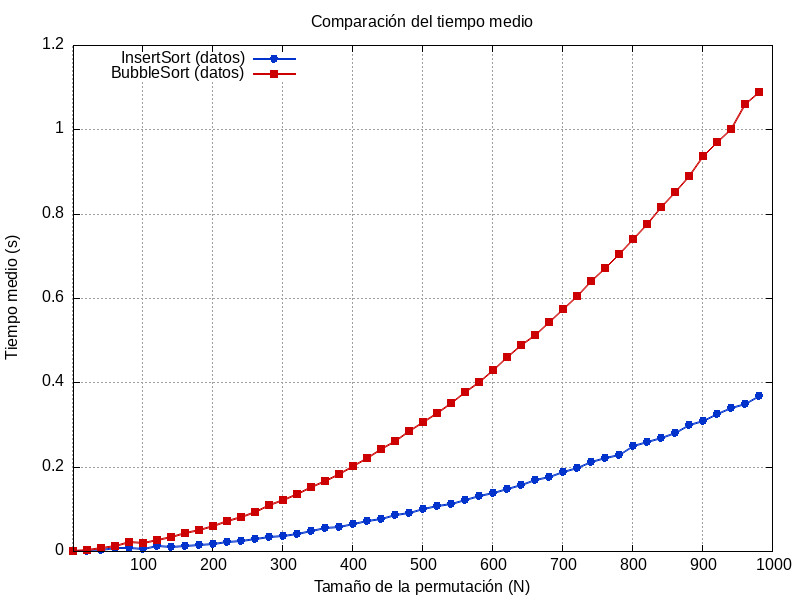 Comparación del tiempo medio
1.2
InsertSort (datos)
BubbleSort (datos)
1
0.8
0.6
0.4
0.2
0
Tiempo medio (s)
100 200 300 400 500 600 700 800 900 1000
Tamaño de la permutación (N)